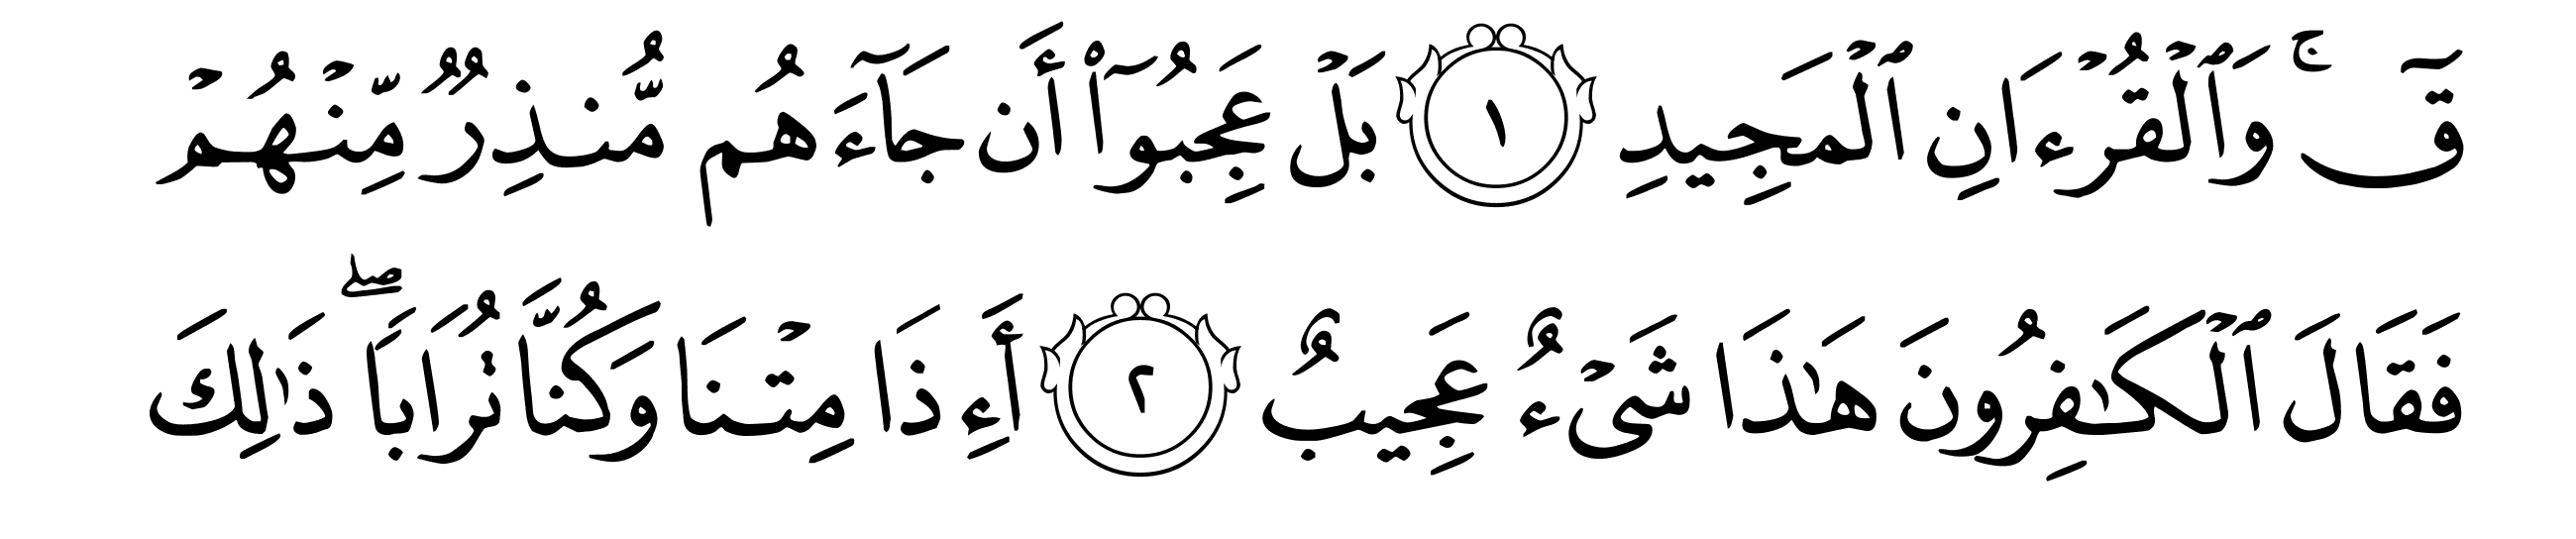 قٓۚ وَٱلْقُرْءَانِ ٱلْمَجِيدِ ١ بَلْ عَجِبُوٓا۟ أَن جَآءَهُم مُّنذِرٌ مِّنْهُمْ
فَقَالَ ٱلْكَـٰفِرُونَ هَـٰذَا شَىْءٌ عَجِيبٌ ٢ أَءِذَا مِتْنَا وَكُنَّا تُرَابًا ۖ ذَٰلِكَ